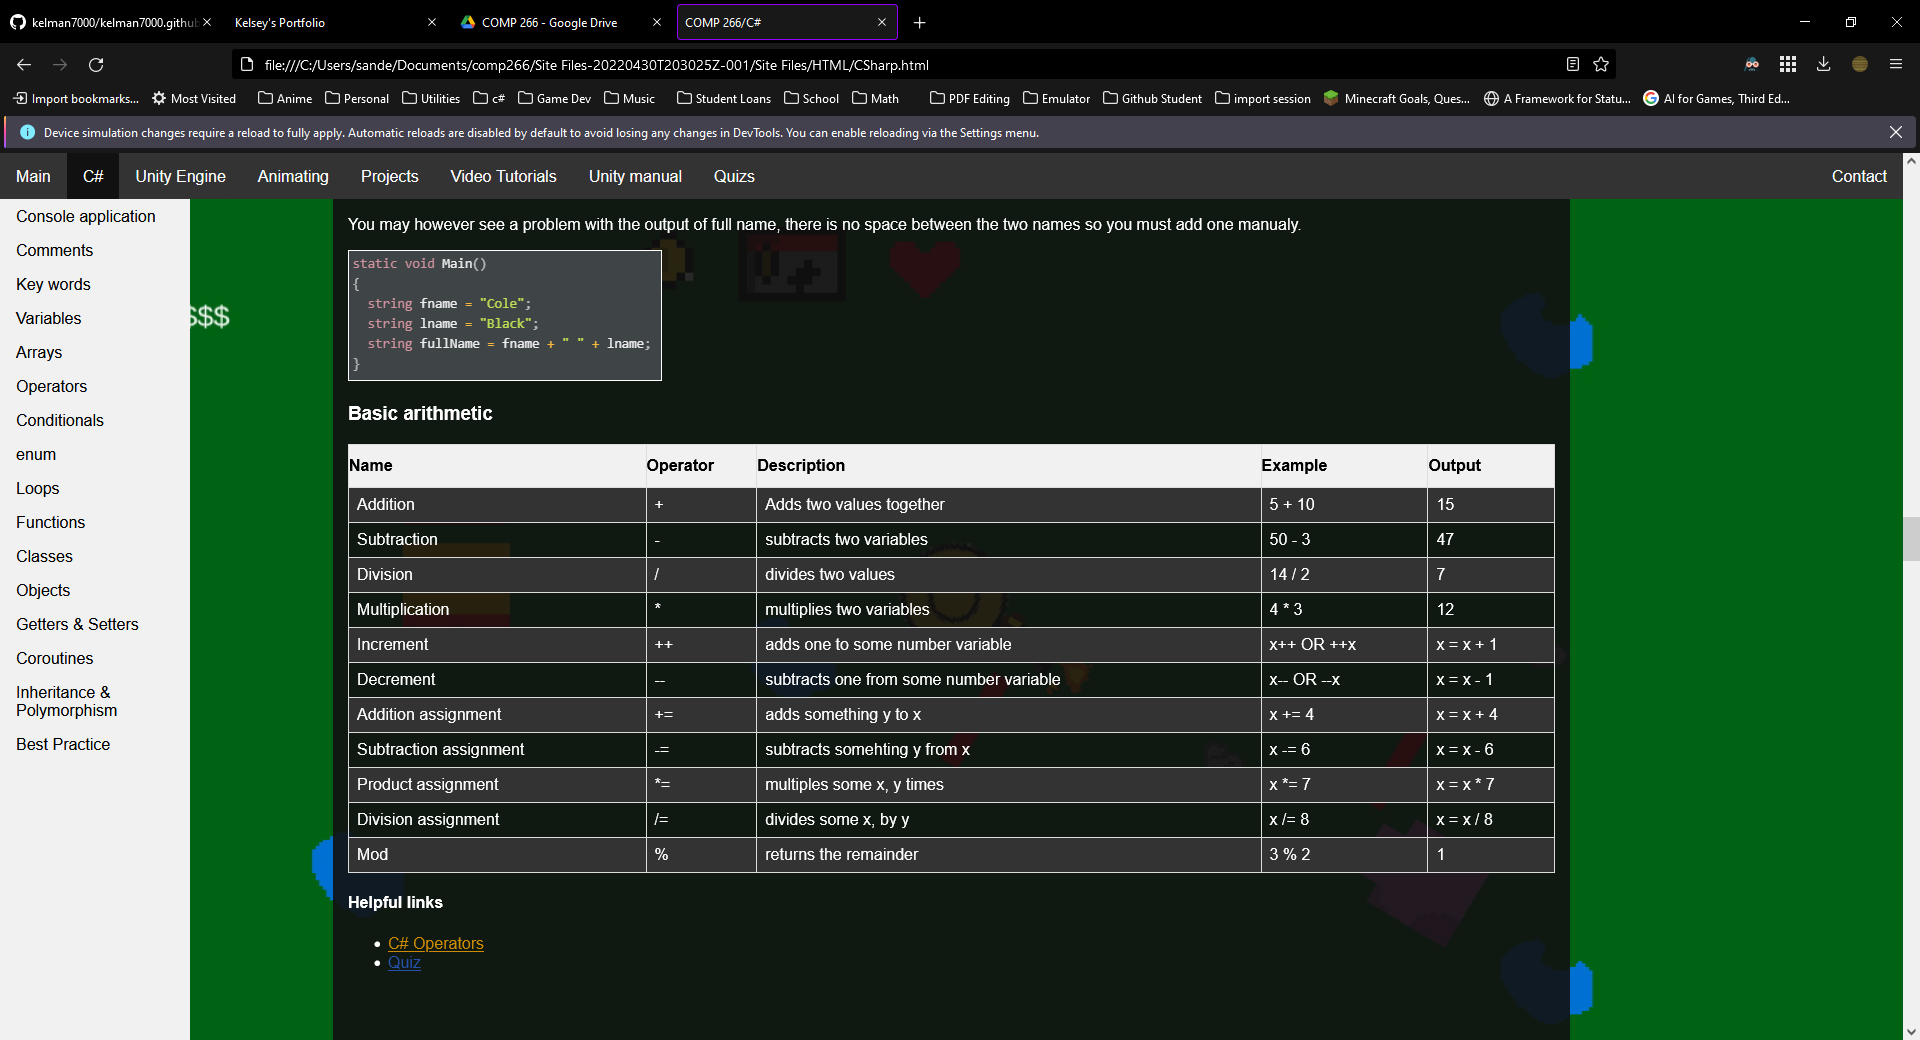 kelman7000/kelman7000.github
Kelsey's Portfolio
COMP 266 - Google Drive
COMP 266/C#
file:///C:/Users/sande/Documents/comp266/Site Files-20220430T203025Z-001/Site Files/HTML/CSharp.html
Import bookmarks... Most Visited Anime Personal Utilities c# Game Dev Music Student Loans School Math PDF Editing Emulator Github Student import session Minecraft Goals, Ques... A Framework for Statu... AI for Games, Third Ed...
Device simulation changes require a reload to fully apply. Automatic reloads are disabled by default to avoid losing any changes in DevTools. You can enable reloading via the Settings menu.
Main C# Unity Engine Animating Projects Video Tutorials Unity manual Quizs Contact
Console application
Comments
Key words
Variables
Arrays
Operators
Conditionals
enum
Loops
Functions
Classes
Objects
Getters & Setters
Coroutines
Inheritance &
Polymorphism
Best Practice
$$$
You may however see a problem with the output of full name, there is no space between the two names so you must add one manualy.
static void Main()
{
string fname = "Cole";
string lname = "Black";
string fullName = fname + " " + lname;
}
Basic arithmetic
Name Operator Description Example Output
Addition + Adds two values together 5 + 10 15
Subtraction - subtracts two variables 50 - 3 47
Division / divides two values 14 / 2 7
Multiplication * multiplies two variables 4 * 3 12
Increment ++ adds one to some number variable x++ OR ++x x = x + 1
Decrement -- subtracts one from some number variable x-- OR --x x = x - 1
Addition assignment += adds something y to x x += 4 x = x + 4
Subtraction assignment -= subtracts somehting y from x x -= 6 x = x - 6
Product assignment *= multiples some x, y times x *= 7 x = x * 7
Division assignment /= divides some x, by y x /= 8 x = x / 8
Mod % returns the remainder 3 % 2 1
Helpful links
C# Operators
Quiz